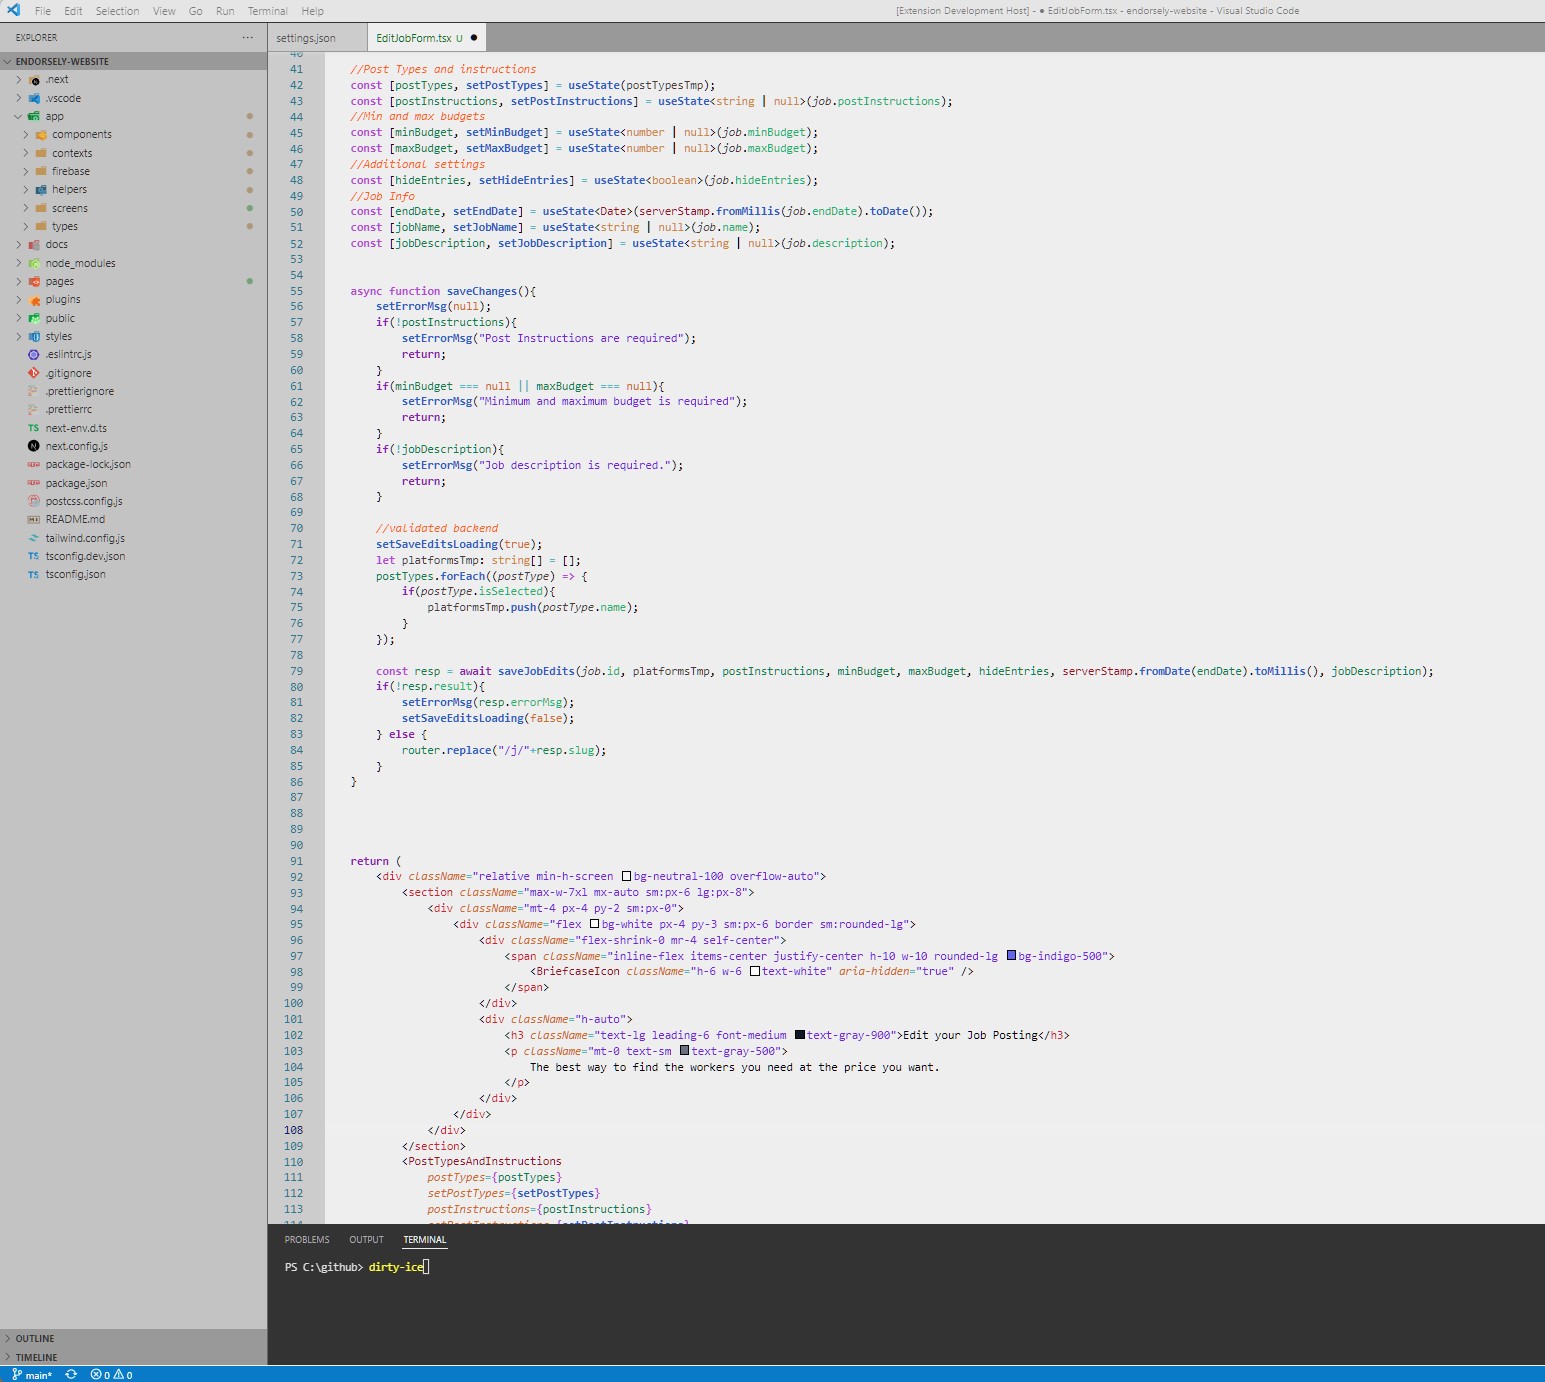 File Edit Selection View Go Run Terminal Help
[Extension Development Host] - ● EditJobForm.tsx - endorsely-website - Visual Studio Code
EXPLORER
ENDORSELY-WEBSITE
.next
.vscode
app
components
contexts
firebase
helpers
screens
types
docs
node_modules
pages
plugins
public
styles
.eslintrc.js
.gitignore
.prettierignore
.prettierrc
TS next-env.d.ts
next.config.js
package-lock.json
package.json
postcss.config.js
README.md
tailwind.config.js
TS tsconfig.dev.json
TS tsconfig.json
OUTLINE
TIMELINE
settings.json
EditJobForm.tsx U ●
40
41 //Post Types and instructions
42 const [postTypes, setPostTypes] = useState(postTypesTmp);
43 const [postInstructions, setPostInstructions] = useState<string | null>(job.postInstructions);
44 //Min and max budgets
45 const [minBudget, setMinBudget] = useState<number | null>(job.minBudget);
46 const [maxBudget, setMaxBudget] = useState<number | null>(job.maxBudget);
47 //Additional settings
48 const [hideEntries, setHideEntries] = useState<boolean>(job.hideEntries);
49 //Job Info
50 const [endDate, setEndDate] = useState<Date>(serverStamp.fromMillis(job.endDate).toDate());
51 const [jobName, setJobName] = useState<string | null>(job.name);
52 const [jobDescription, setJobDescription] = useState<string | null>(job.description);
53
54
55 async function saveChanges(){
56 setErrorMsg(null);
57 if(!postInstructions){
58 setErrorMsg("Post Instructions are required");
59 return;
60 }
61 if(minBudget === null || maxBudget === null){
62 setErrorMsg("Minimum and maximum budget is required");
63 return;
64 }
65 if(!jobDescription){
66 setErrorMsg("Job description is required.");
67 return;
68 }
69
70 //validated backend
71 setSaveEditsLoading(true);
72 let platformsTmp: string[] = [];
73 postTypes.forEach((postType) => {
74 if(postType.isSelected){
75 platformsTmp.push(postType.name);
76 }
77 });
78
79 const resp = await saveJobEdits(job.id, platformsTmp, postInstructions, minBudget, maxBudget, hideEntries, serverStamp.fromDate(endDate).toMillis(), jobDescription);
80 if(!resp.result){
81 setErrorMsg(resp.errorMsg);
82 setSaveEditsLoading(false);
83 } else {
84 router.replace("/j/"+resp.slug);
85 }
86 }
87
88
89
90
91 return (
92 <div className="relative min-h-screen bg-neutral-100 overflow-auto">
93 <section className="max-w-7xl mx-auto sm:px-6 lg:px-8">
94 <div className="mt-4 px-4 py-2 sm:px-0">
95 <div className="flex bg-white px-4 py-3 sm:px-6 border sm:rounded-lg">
96 <div className="flex-shrink-0 mr-4 self-center">
97 <span className="inline-flex items-center justify-center h-10 w-10 rounded-lg bg-indigo-500">
98 <BriefcaseIcon className="h-6 w-6 text-white" aria-hidden="true" />
99 </span>
100 </div>
101 <div className="h-auto">
102 <h3 className="text-lg leading-6 font-medium text-gray-900">Edit your Job Posting</h3>
103 <p className="mt-0 text-sm text-gray-500">
104 The best way to find the workers you need at the price you want.
105 </p>
106 </div>
107 </div>
108 </div>
109 </section>
110 <PostTypesAndInstructions
111 postTypes={postTypes}
112 setPostTypes={setPostTypes}
113 postInstructions={postInstructions}
114 setPostInstructions={setPostInstructions}
PROBLEMS OUTPUT TERMINAL
PS C:\github> dirty-ice
main* 0 0